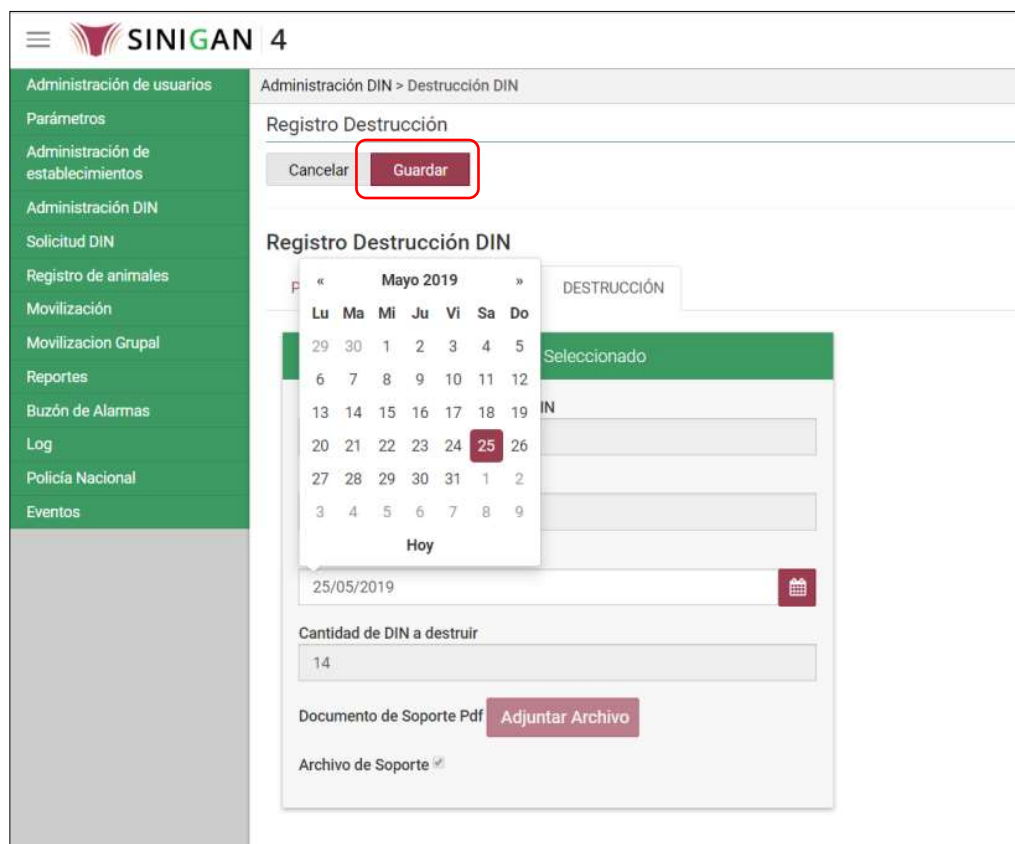 SINIGAN 4
Administración de usuarios
Parámetros
Administración de
establecimientos
Administración DIN
Solicitud DIN
Registro de animales
Movilización
Movilizacion Grupal
Reportes
Buzón de Alarmas
Log
Policía Nacional
Eventos
Administración DIN > Destrucción DIN
Registro Destrucción
Cancelar Guardar
Registro Destrucción DIN
P DESTRUCCIÓN
« Mayo 2019 »
Lu Ma Mi Ju Vi Sa Do
29 30 1 2 3 4 5
6 7 8 9 10 11 12
13 14 15 16 17 18 19
20 21 22 23 24 25 26
27 28 29 30 31 1 2
3 4 5 6 7 8 9
Hoy
Seleccionado
IN
25/05/2019
Cantidad de DIN a destruir
14
Documento de Soporte Pdf Adjuntar Archivo
Archivo de Soporte